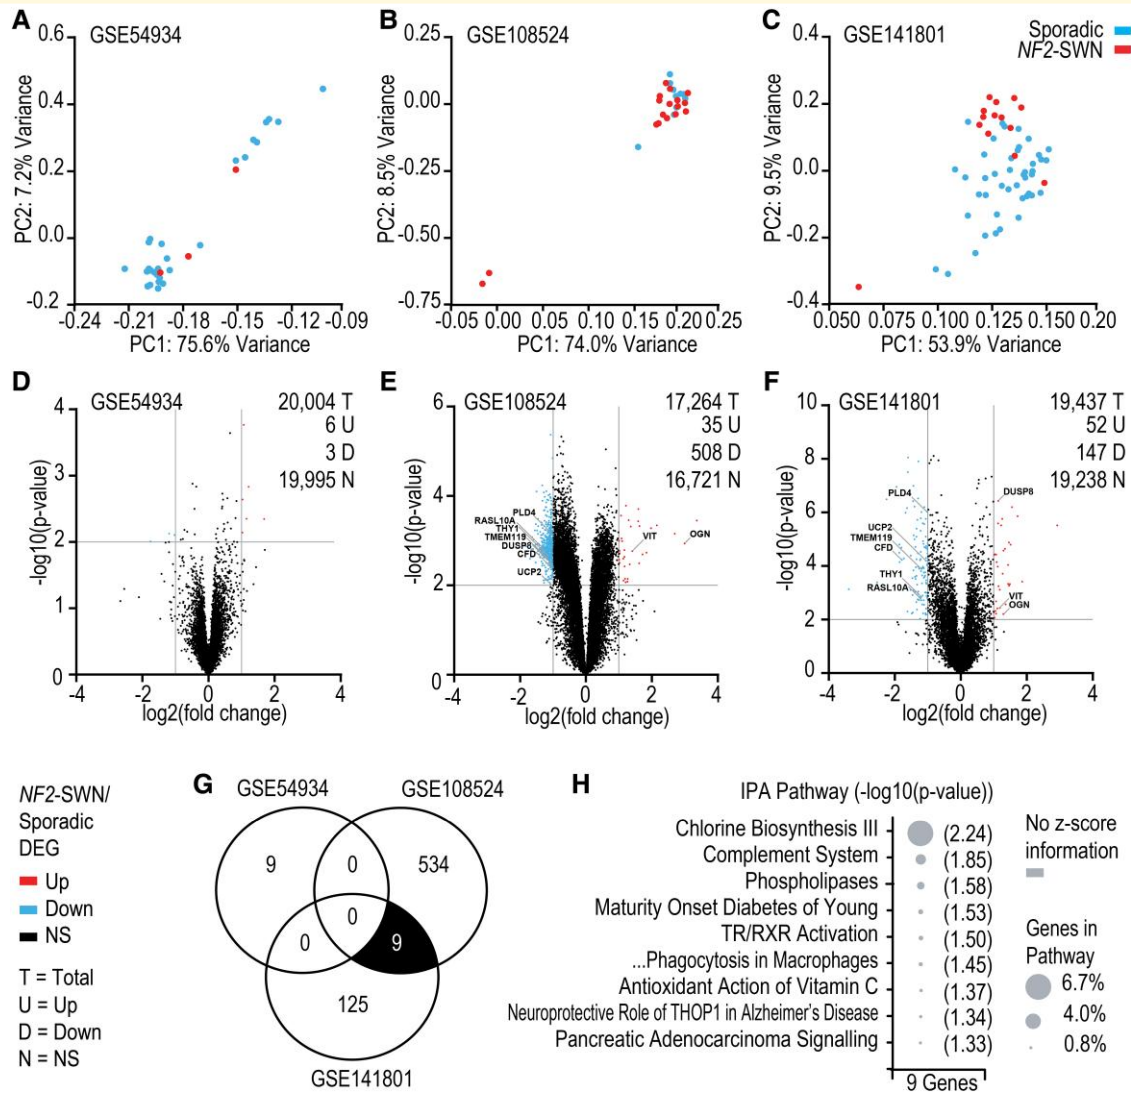 A
GSE54934
0.6
0.4
0.2
0.0
-0.2
PC2: 7.2% Variance
-0.24 -0.21 -0.18 -0.15 -0.12 -0.09
PC1: 75.6% Variance
B
GSE108524
0.25
0.00
-0.25
-0.50
-0.75
PC2: 8.5% Variance
-0.05 0.00 0.05 0.10 0.15 0.20 0.25
PC1: 74.0% Variance
C
GSE141801
Sporadic
NF2-SWN
0.4
0.2
0.0
-0.2
-0.4
PC2: 9.5% Variance
0.050 0.075 0.100 0.125 0.150 0.20
PC1: 53.9% Variance
D
GSE54934
20,004 T
6 U
3 D
19,995 N
4
3
2
1
0
-log10(p-value)
-4 -2 0 2 4
log2(fold change)
E
GSE108524
17,264 T
35 U
508 D
16,721 N
6
4
2
0
-log10(p-value)
PLD4
RASL10A
THY1
TMEM119
DUSP8
CFD
UCP2
VIT
OGN
-4 -2 0 2 4
log2(fold change)
F
GSE141801
19,437 T
52 U
147 D
19,238 N
10
8
6
4
2
0
-log10(p-value)
PLD4
DUSP8
UCP2
TMEM119
CFD
THY1
RASL10A
VIT
OGN
-4 -2 0 2 4
log2(fold change)
NF2-SWN/
Sporadic
DEG
Up
Down
NS
T = Total
U = Up
D = Down
N = NS
G
GSE54934
GSE108524
9
0
534
0
0
9
125
GSE141801
H
IPA Pathway (-log10(p-value))
Chlorine Biosynthesis III (2.24)
Complement System (1.85)
Phospholipases (1.58)
Maturity Onset Diabetes of Young (1.53)
TR/RXR Activation (1.50)
...Phagocytosis in Macrophages (1.45)
Antioxidant Action of Vitamin C (1.37)
Neuroprotective Role of THOP1 in Alzheimer's Disease (1.34)
Pancreatic Adenocarcinoma Signalling (1.33)
9 Genes
No z-score
information
Genes in
Pathway
6.7%
4.0%
0.8%